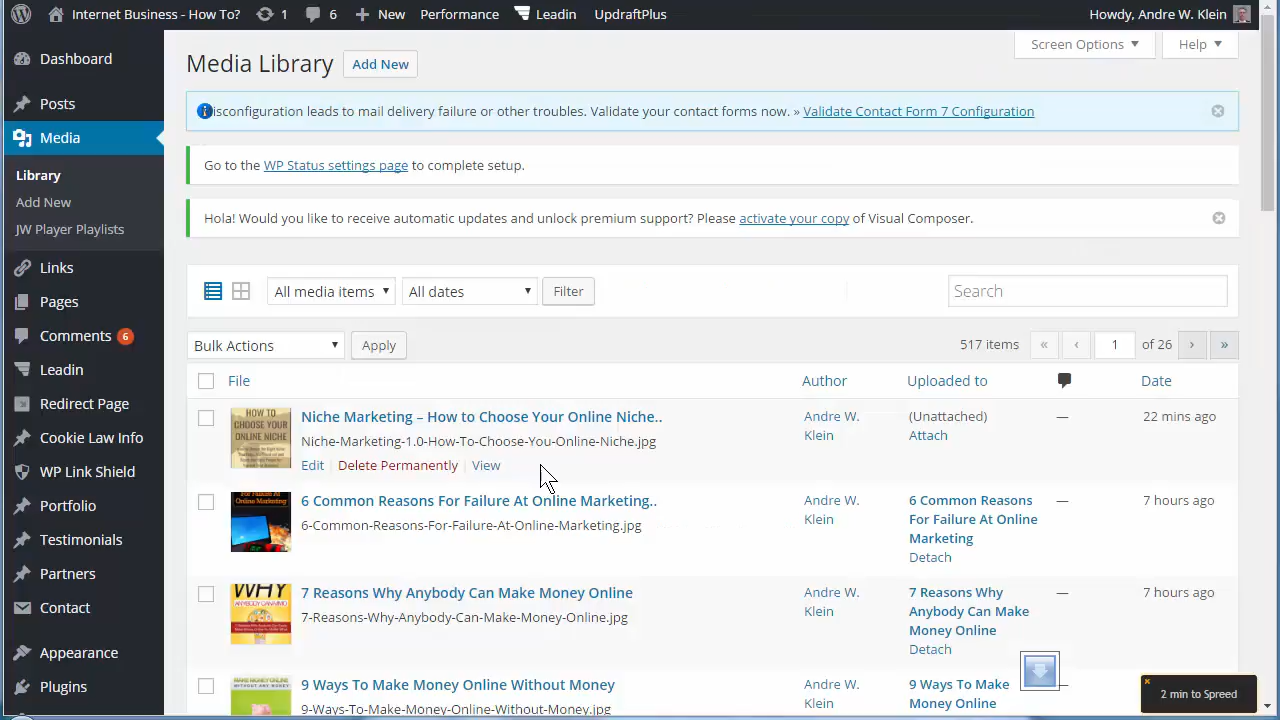 Internet Business - How To? 1 6 New Performance Leadin UpdraftPlus Howdy, Andre W. Klein
Screen Options Help
Dashboard
Posts
Media
Library
Add New
JW Player Playlists
Links
Pages
Comments 6
Leadin
Redirect Page
Cookie Law Info
WP Link Shield
Portfolio
Testimonials
Partners
Contact
Appearance
Plugins
Media Library Add New
isconfiguration leads to mail delivery failure or other troubles. Validate your contact forms now. » Validate Contact Form 7 Configuration
Go to the WP Status settings page to complete setup.
Hola! Would you like to receive automatic updates and unlock premium support? Please activate your copy of Visual Composer.
All media items All dates Filter Search
Bulk Actions Apply 517 items « ‹ 1 of 26 › »
File Author Uploaded to Date
HOW TO
CHOOSE YOUR
ONLINE NICHE
Niche Marketing – How to Choose Your Online Niche..
Niche-Marketing-1.0-How-To-Choose-You-Online-Niche.jpg
Edit | Delete Permanently | View
Andre W.
Klein
(Unattached)
Attach
—
22 mins ago
6 Common Reasons For Failure At Online Marketing..
6-Common-Reasons-For-Failure-At-Online-Marketing.jpg
Andre W.
Klein
6 Common Reasons
For Failure At Online
Marketing
Detach
—
7 hours ago
WHY
7 Reasons Why Anybody Can Make Money Online
7-Reasons-Why-Anybody-Can-Make-Money-Online.jpg
Andre W.
Klein
7 Reasons Why
Anybody Can Make
Money Online
Detach
—
7 hours ago
9 Ways To Make Money Online Without Money
9-Ways-To-Make-Money-Online-Without-Money.jpg
Andre W.
Klein
9 Ways To Make
Money Online
2 min to Spreed